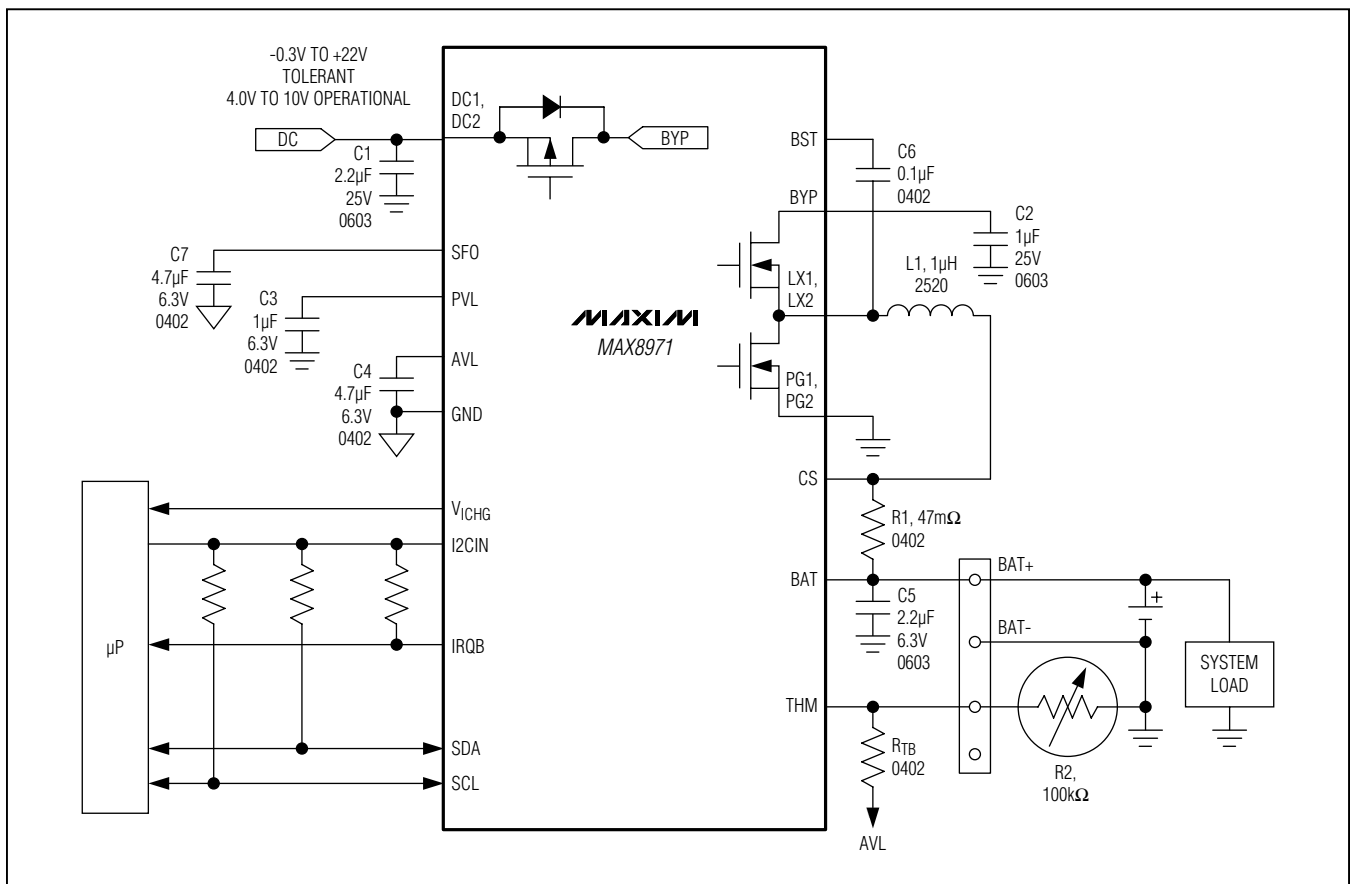 -0.3V TO +22V
TOLERANT
4.0V TO 10V OPERATIONAL
DC
C1
2.2µF
25V
0603
DC1,
DC2
BYP
C7
4.7µF
6.3V
0402
SFO
C3
1µF
6.3V
0402
PVL
C4
4.7µF
6.3V
0402
AVL
GND
MAXIM
MAX8971
BST
C6
0.1µF
0402
BYP
C2
1µF
25V
0603
LX1,
LX2
L1, 1µH
2520
PG1,
PG2
CS
R1, 47mΩ
0402
BAT
C5
2.2µF
6.3V
0603
BAT+
+
BAT-
SYSTEM
LOAD
THM
RTB
0402
AVL
R2,
100kΩ
µP
VICHG
I2CIN
IRQB
SDA
SCL